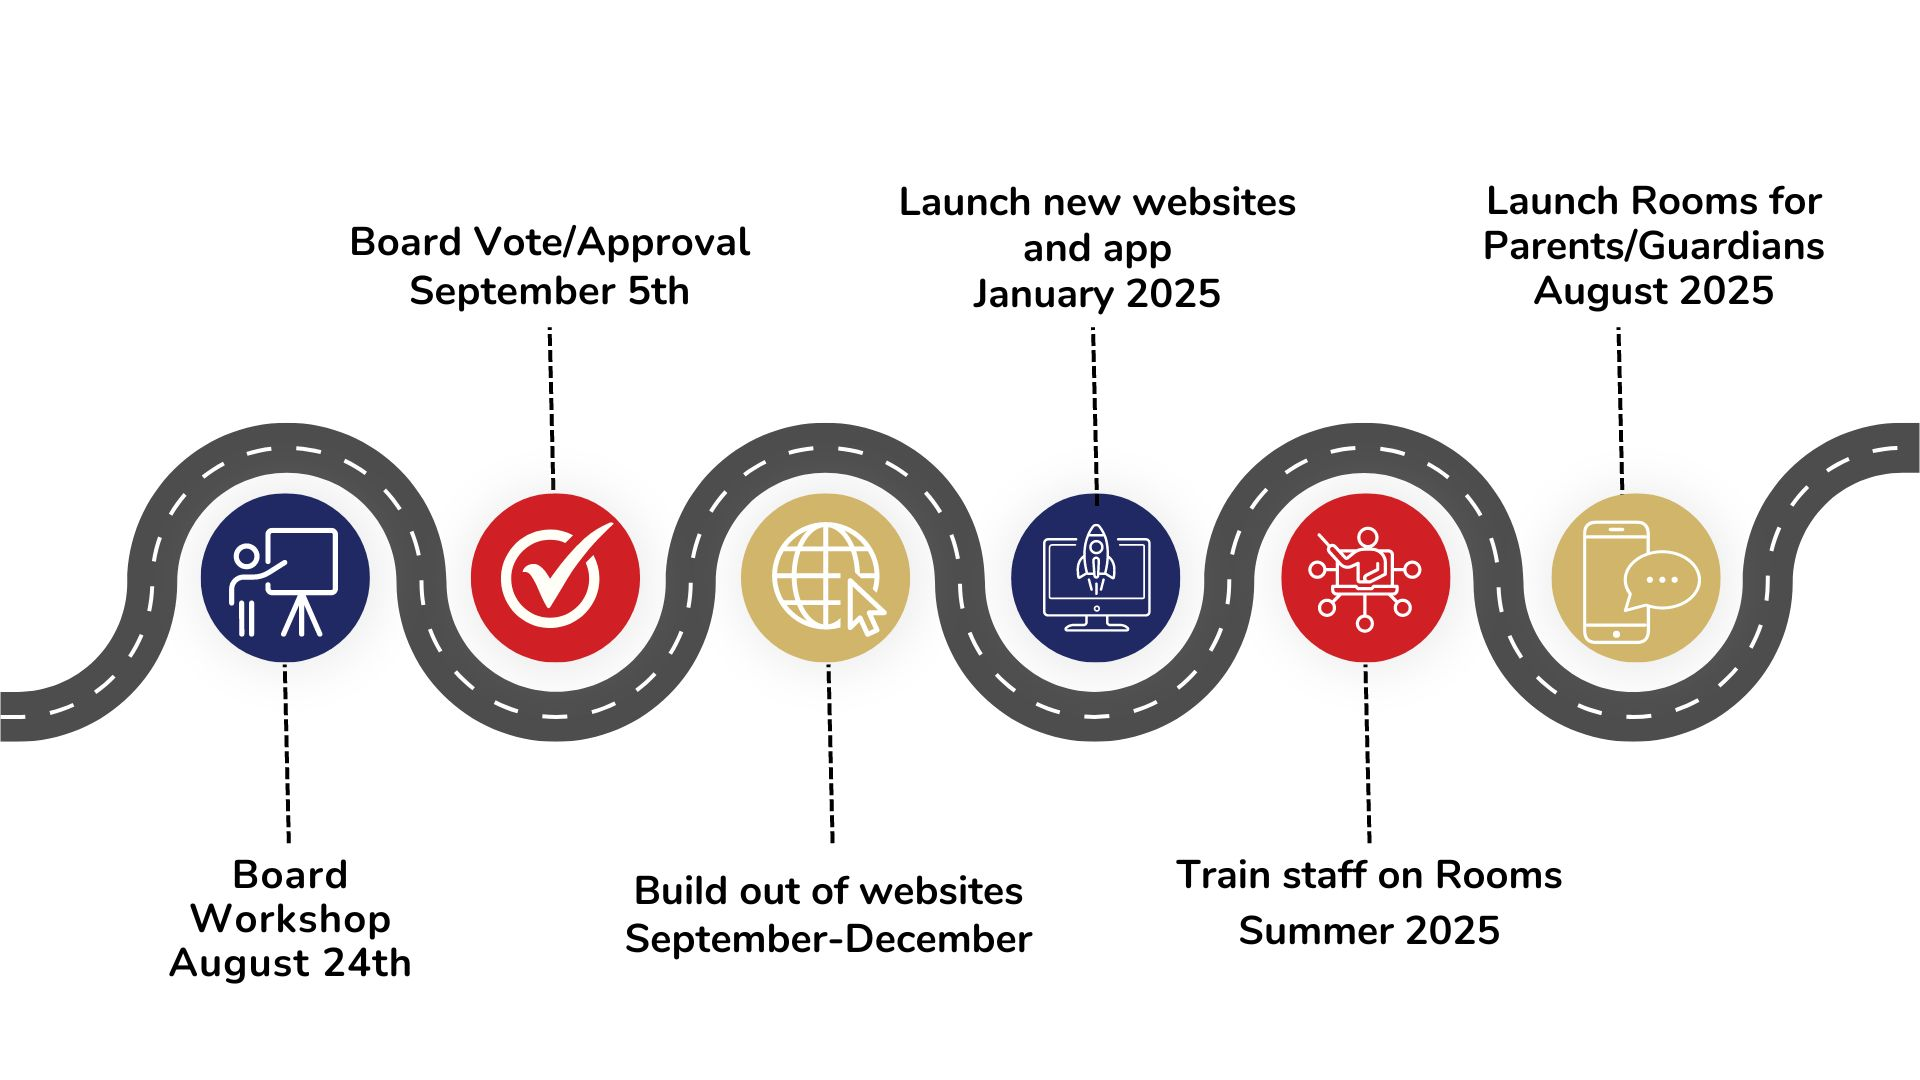 Board
Workshop
August 24th
Board Vote/Approval
September 5th
Build out of websites
September-December
Launch new websites
and app
January 2025
Train staff on Rooms
Summer 2025
Launch Rooms for
Parents/Guardians
August 2025